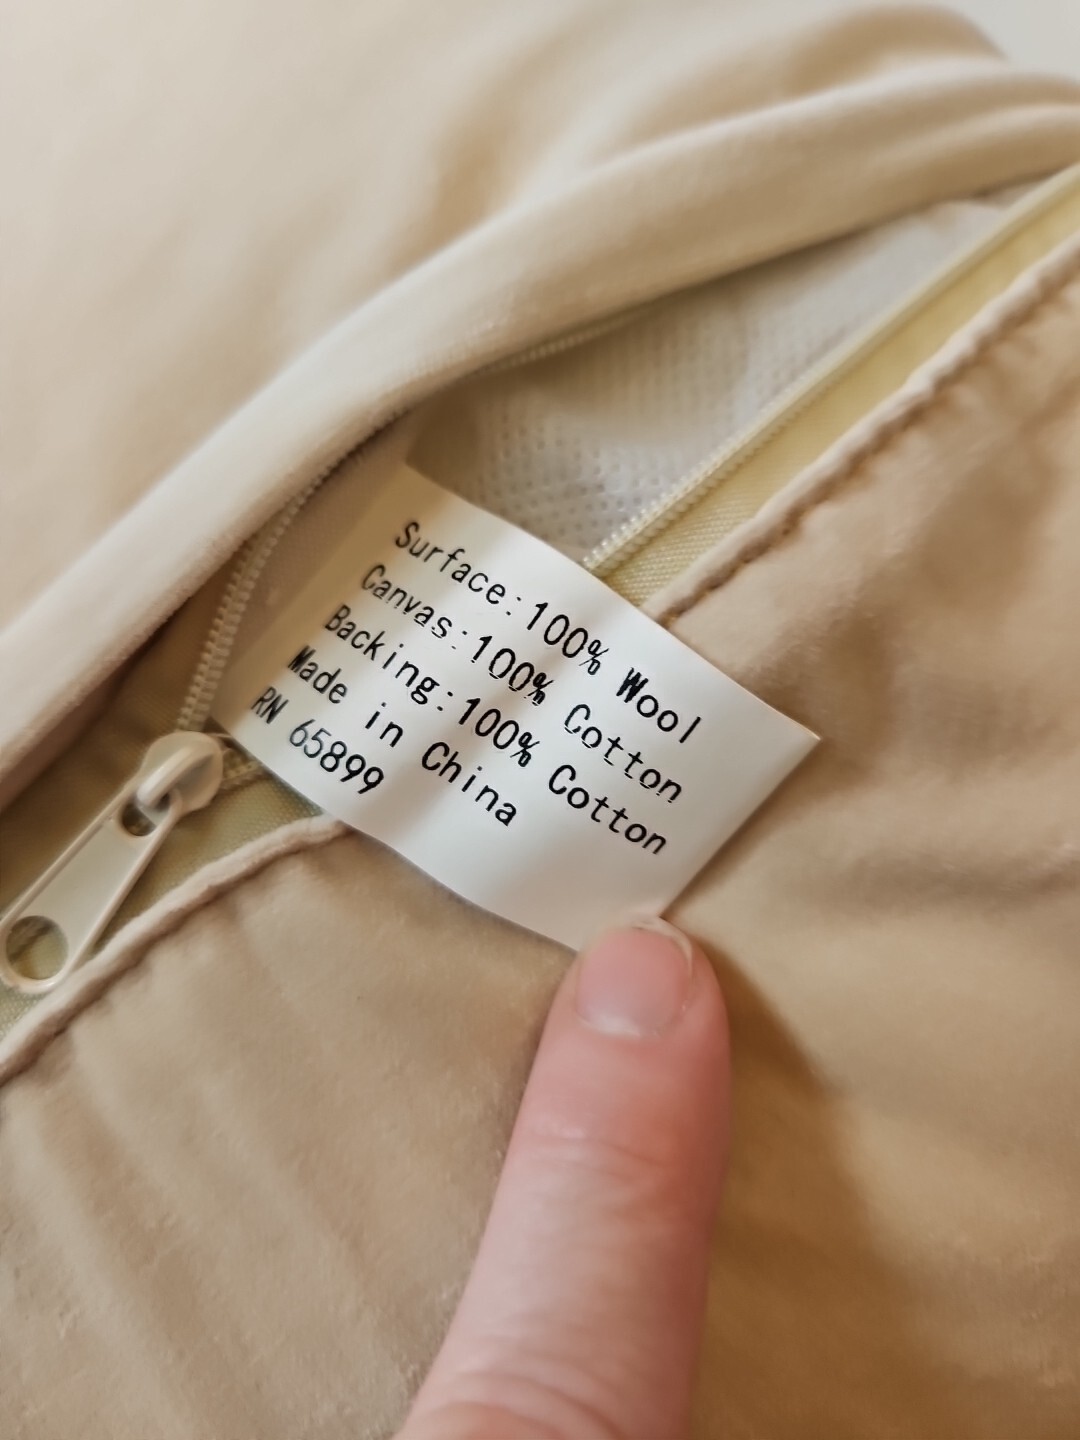 Surface:100% Wool
Canvas:100% Cotton
Backing:100% Cotton
Made in China
RN 65899